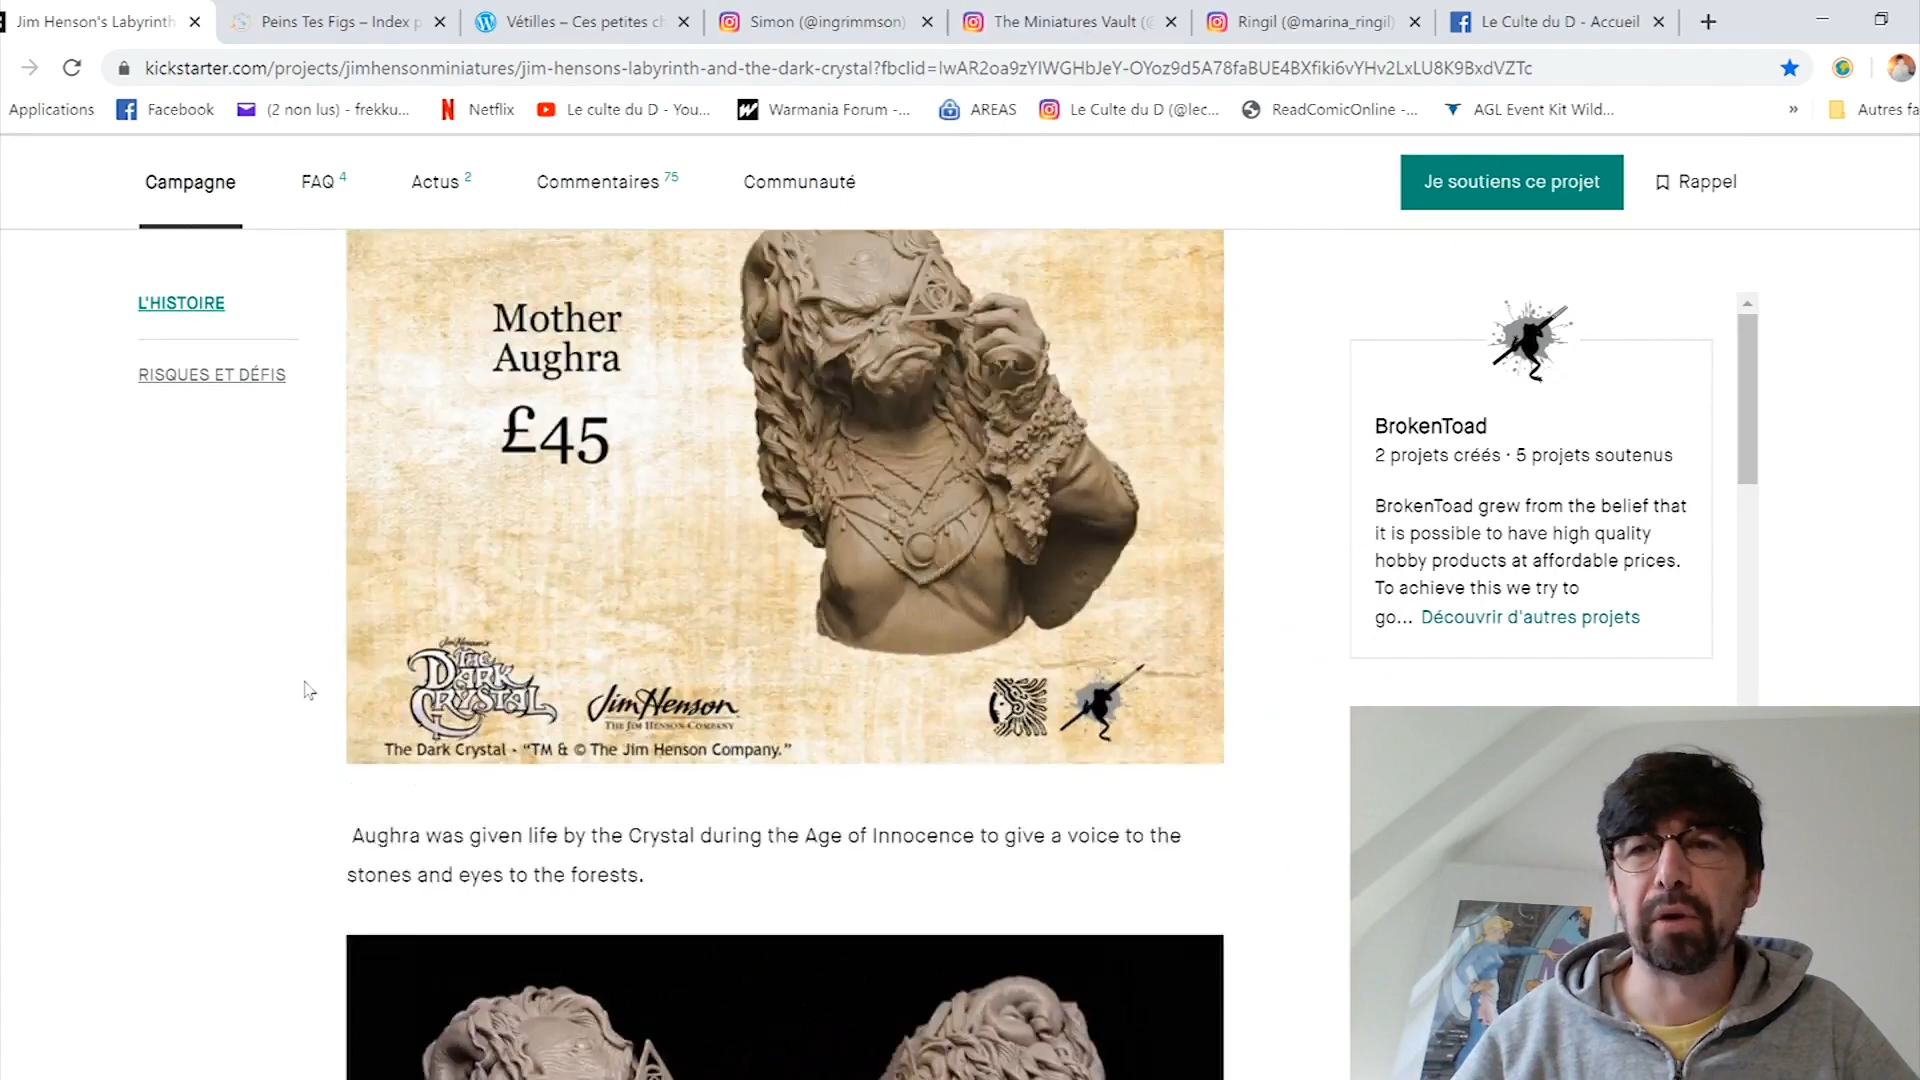 Jim Henson's Labyrinth
Peins Tes Figs – Index p
Vétilles – Ces petites ch
Simon (@ingrimmson)
The Miniatures Vault (@
Ringil (@marina_ringil)
Le Culte du D - Accueil
kickstarter.com/projects/jimhensonminiatures/jim-hensons-labyrinth-and-the-dark-crystal?fbclid=IwAR2oa9zYIWGHbJeY-OYoz9d5A78faBUE4BXfiki6vYHv2LxLU8K9BxdVZTc
Applications
Facebook
(2 non lus) - frekku...
Netflix
Le culte du D - You...
Warmania Forum -...
AREAS
Le Culte du D (@lec...
ReadComicOnline -...
AGL Event Kit Wild...
»
Autres fa
Campagne
FAQ 4
Actus 2
Commentaires 75
Communauté
Je soutiens ce projet
Rappel
L'HISTOIRE
RISQUES ET DÉFIS
Mother
Aughra
£45
Jim Henson's
THE
DARK
CRYSTAL
Jim Henson
THE JIM HENSON COMPANY
The Dark Crystal - “TM & © The Jim Henson Company.”
BrokenToad
2 projets créés · 5 projets soutenus
BrokenToad grew from the belief that
it is possible to have high quality
hobby products at affordable prices.
To achieve this we try to
go... Découvrir d'autres projets
Aughra was given life by the Crystal during the Age of Innocence to give a voice to the
stones and eyes to the forests.